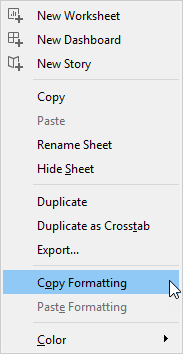 New Worksheet
New Dashboard
New Story
Copy
Paste
Rename Sheet
Hide Sheet
Duplicate
Duplicate as Crosstab
Export...
Copy Formatting
Paste Formatting
Color